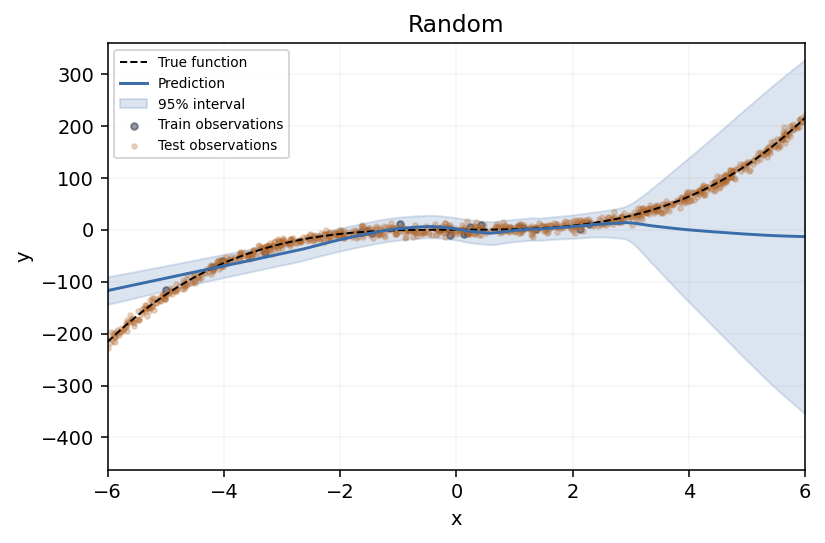 Random
True function
Prediction
95% interval
Train observations
Test observations
300
200
100
0
−100
−200
−300
−400
y
−6
−4
−2
0
2
4
6
x